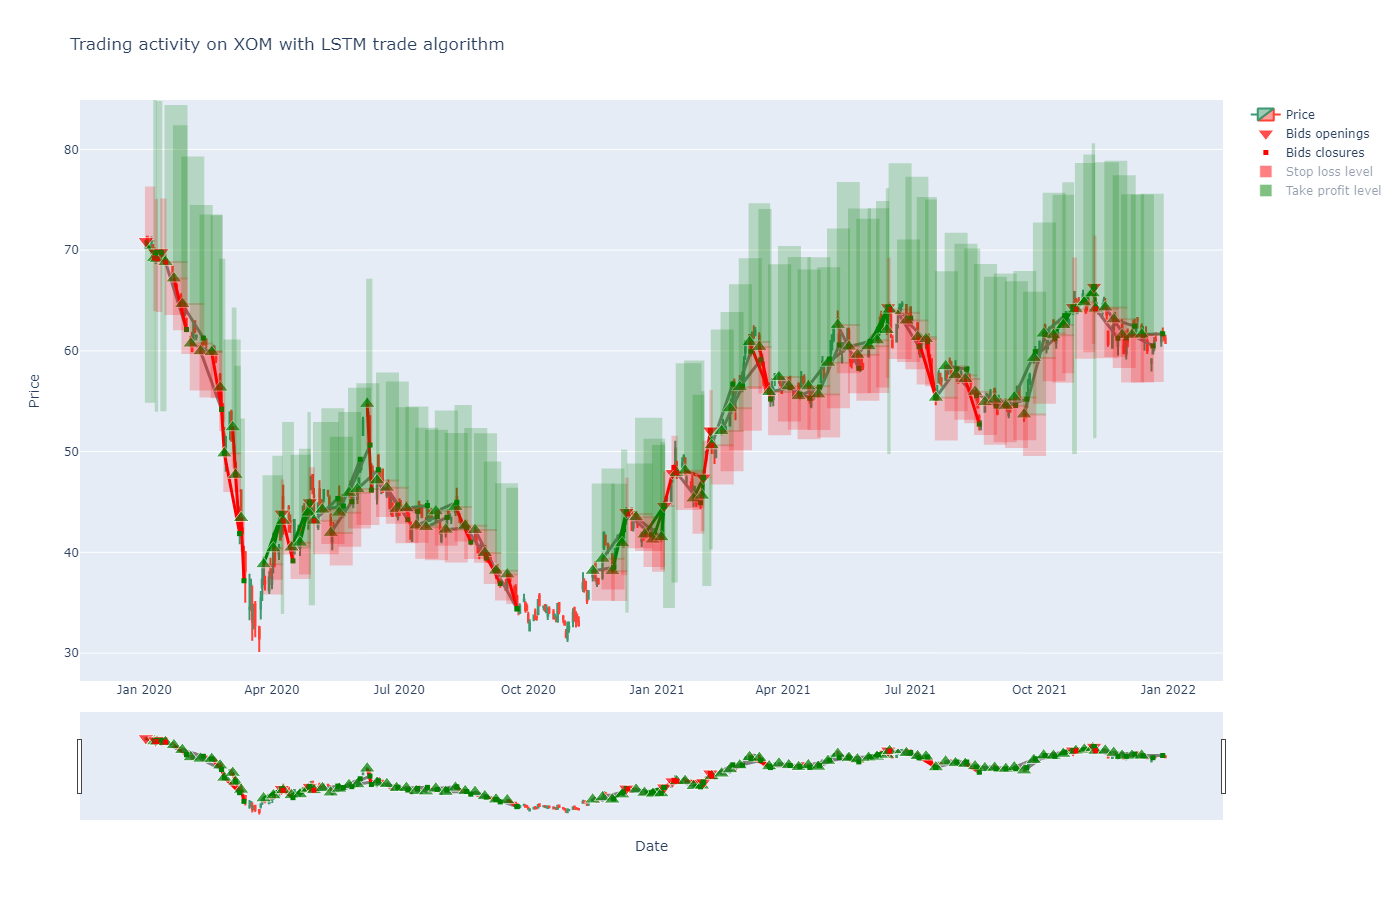 Trading activity on XOM with LSTM trade algorithm
Price
Bids openings
Bids closures
Stop loss level
Take profit level
80
70
60
50
40
30
Price
Jan 2020
Apr 2020
Jul 2020
Oct 2020
Jan 2021
Apr 2021
Jul 2021
Oct 2021
Jan 2022
Date